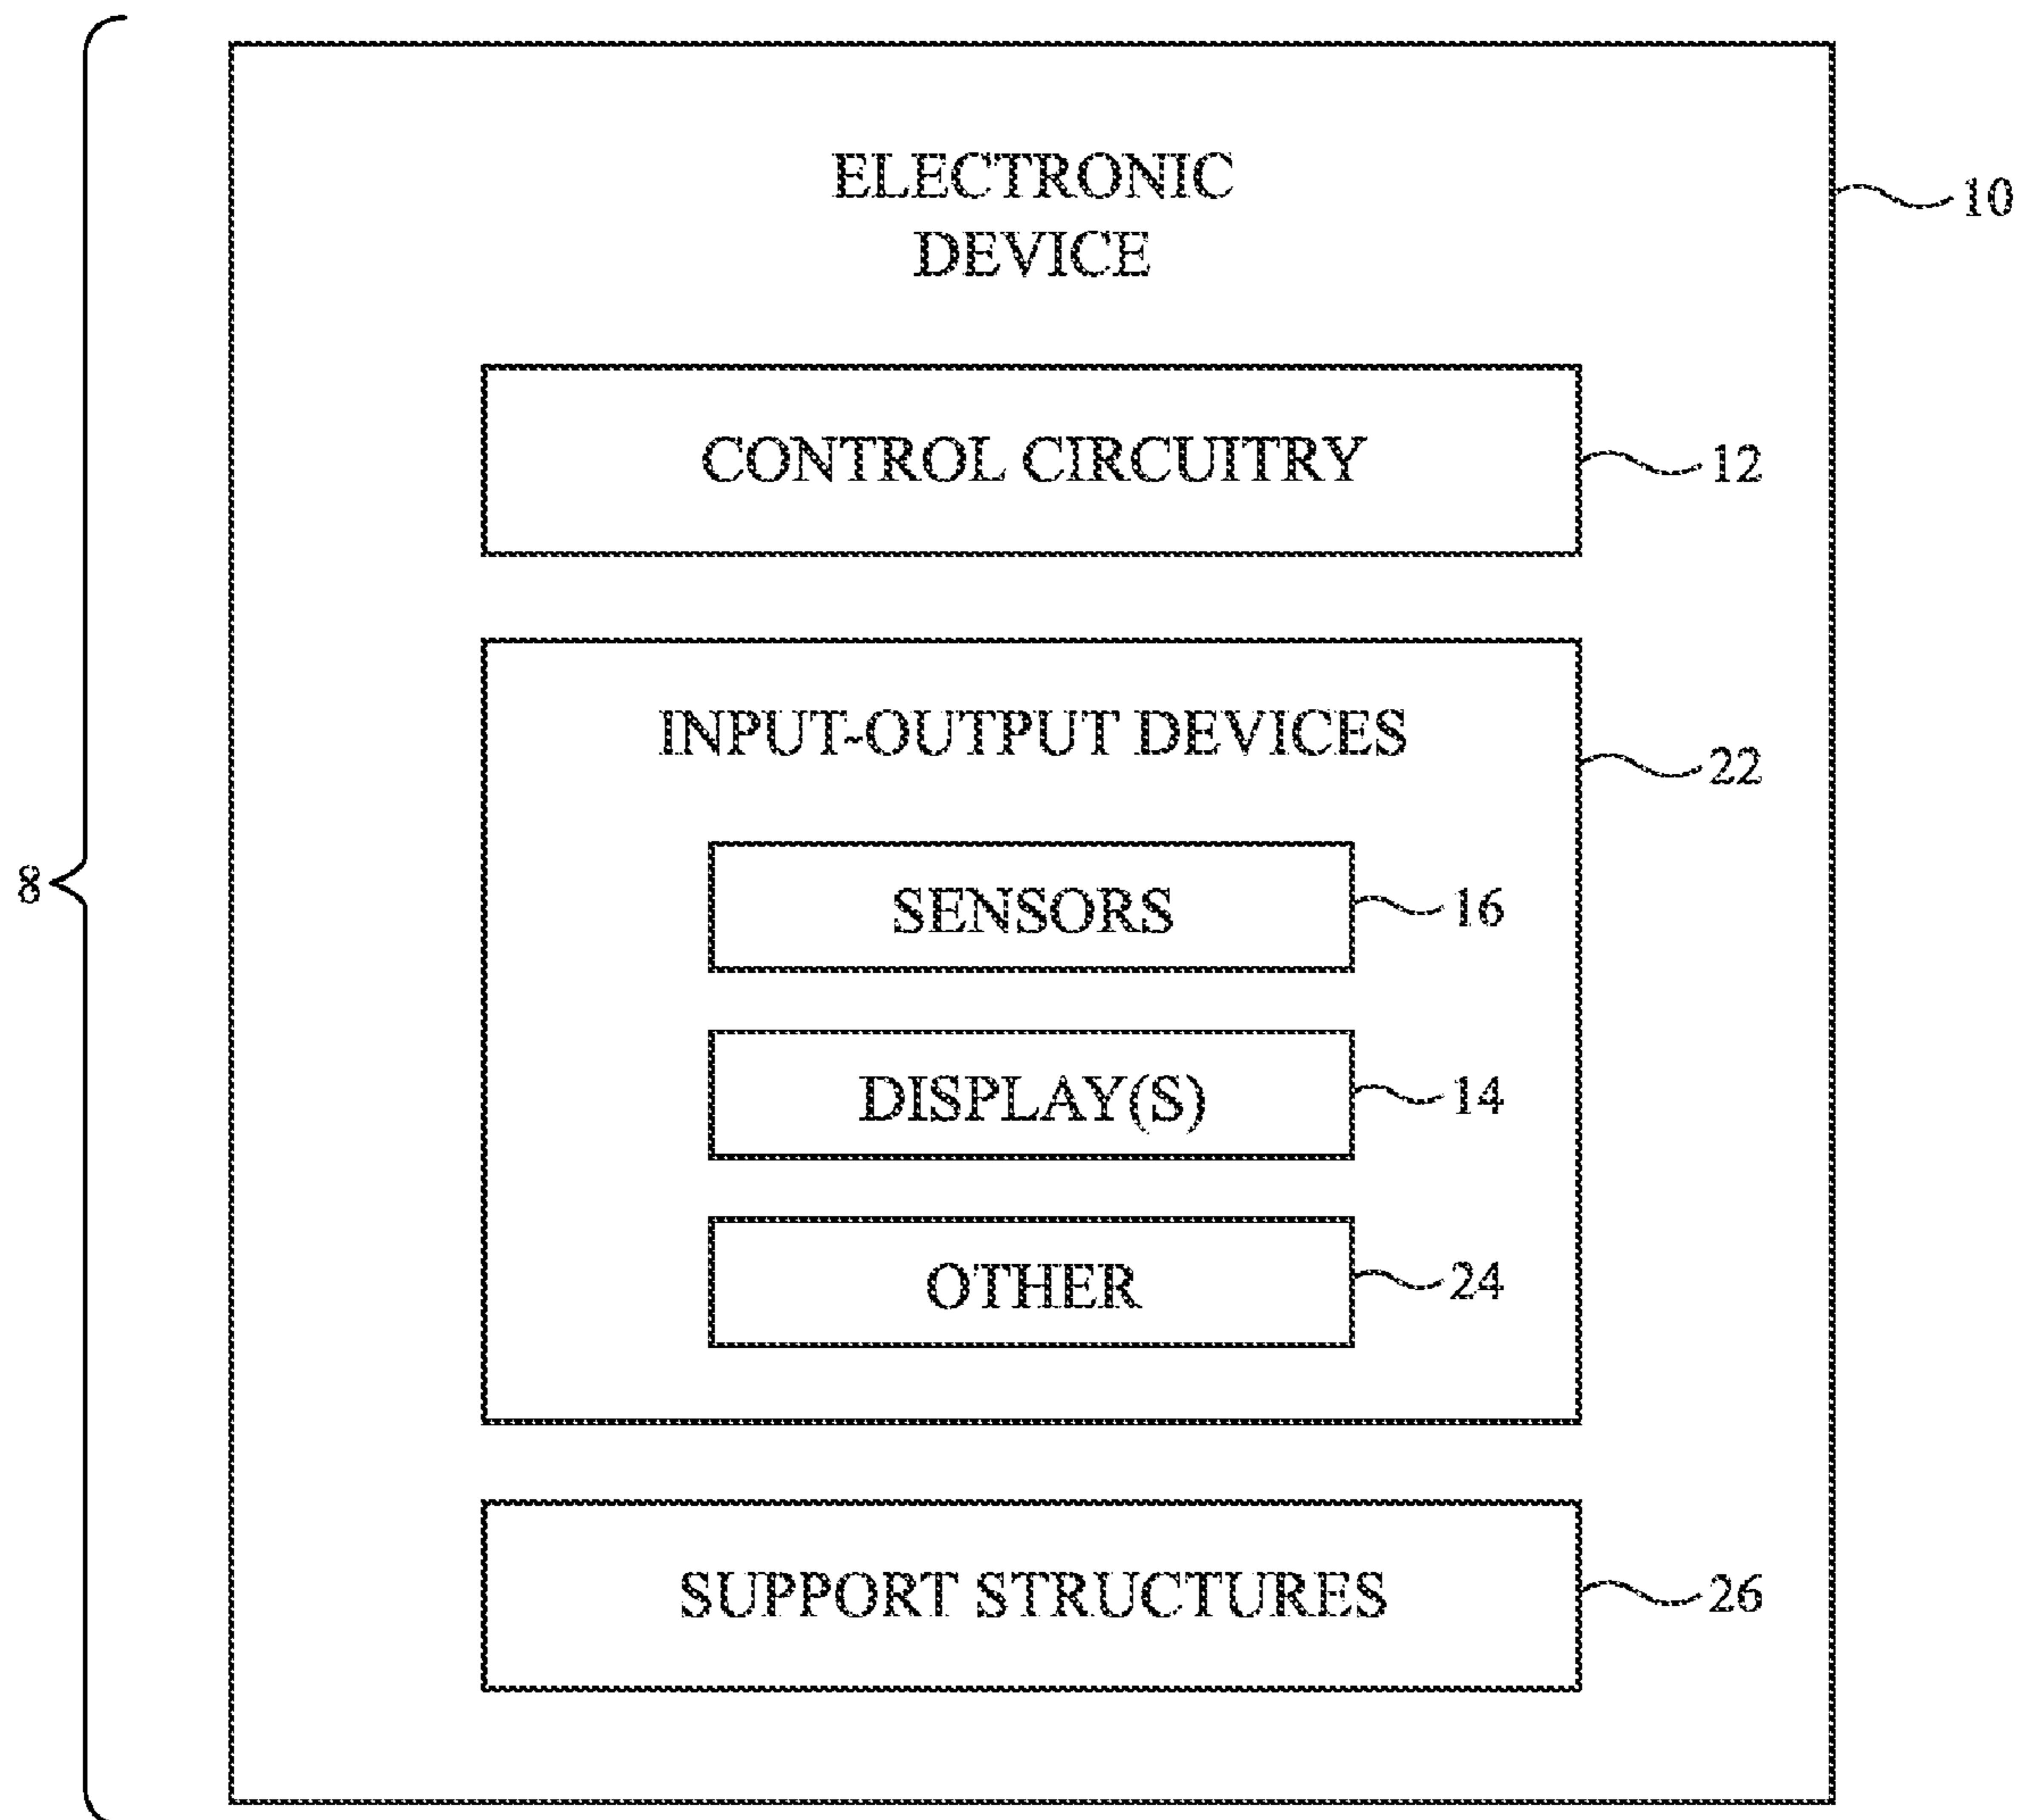 ELECTRONIC
DEVICE
10
CONTROL CIRCUITRY
12
INPUT-OUTPUT DEVICES
22
8
SENSORS
16
DISPLAY(S)
14
OTHER
24
SUPPORT STRUCTURES
26